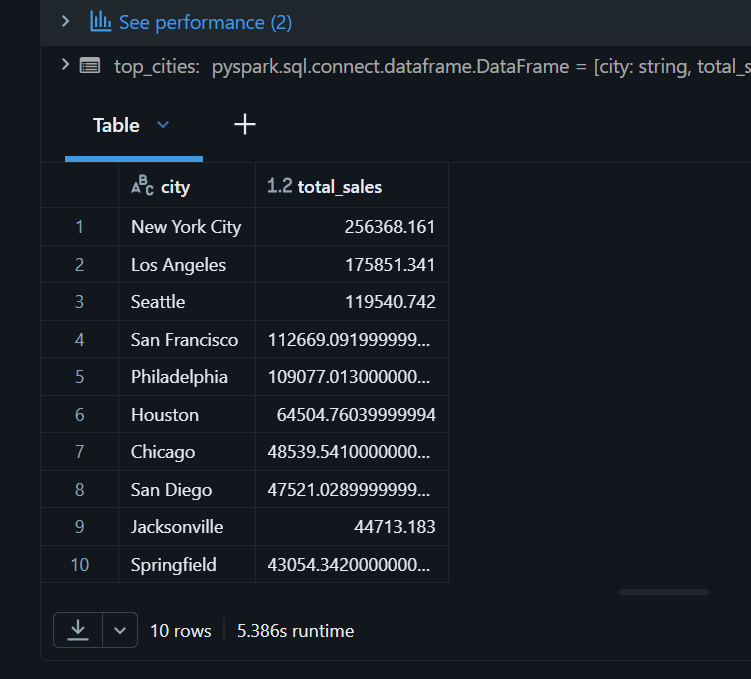 See performance (2)
top_cities: pyspark.sql.connect.dataframe.DataFrame = [city: string, total_s
Table
ABC city 1.2 total_sales
1 New York City 256368.161
2 Los Angeles 175851.341
3 Seattle 119540.742
4 San Francisco 112669.091999999...
5 Philadelphia 109077.013000000...
6 Houston 64504.76039999994
7 Chicago 48539.5410000000...
8 San Diego 47521.0289999999...
9 Jacksonville 44713.183
10 Springfield 43054.3420000000...
10 rows 5.386s runtime